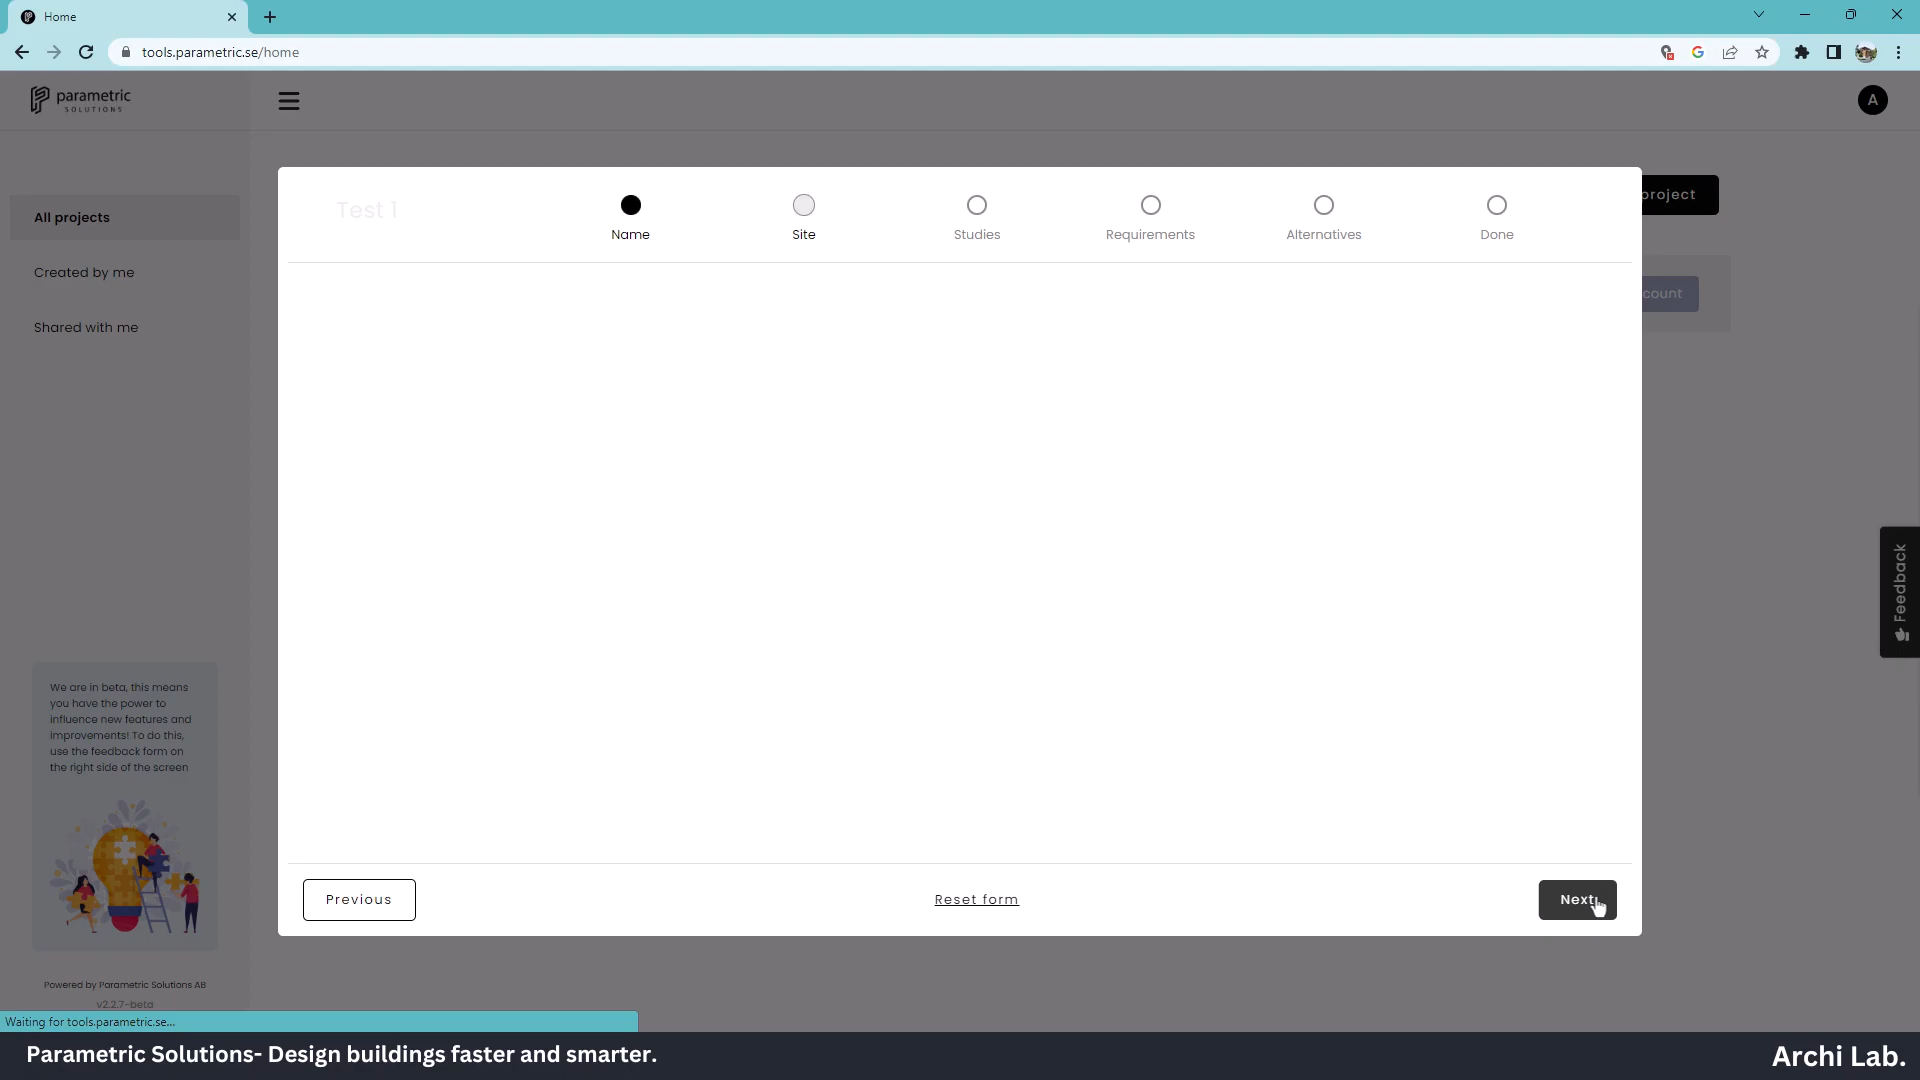 Home
tools.parametric.se/home
parametric
SOLUTIONS
A
All projects
Created by me
Shared with me
project
count
Test 1
Name
Site
Studies
Requirements
Alternatives
Done
Previous
Reset form
Next
Feedback
We are in beta, this means
you have the power to
influence new features and
improvements! To do this,
use the feedback form on
the right side of the screen
Powered by Parametric Solutions AB
v2.2.7-beta
Waiting for tools.parametric.se...
Parametric Solutions- Design buildings faster and smarter.
Archi Lab.